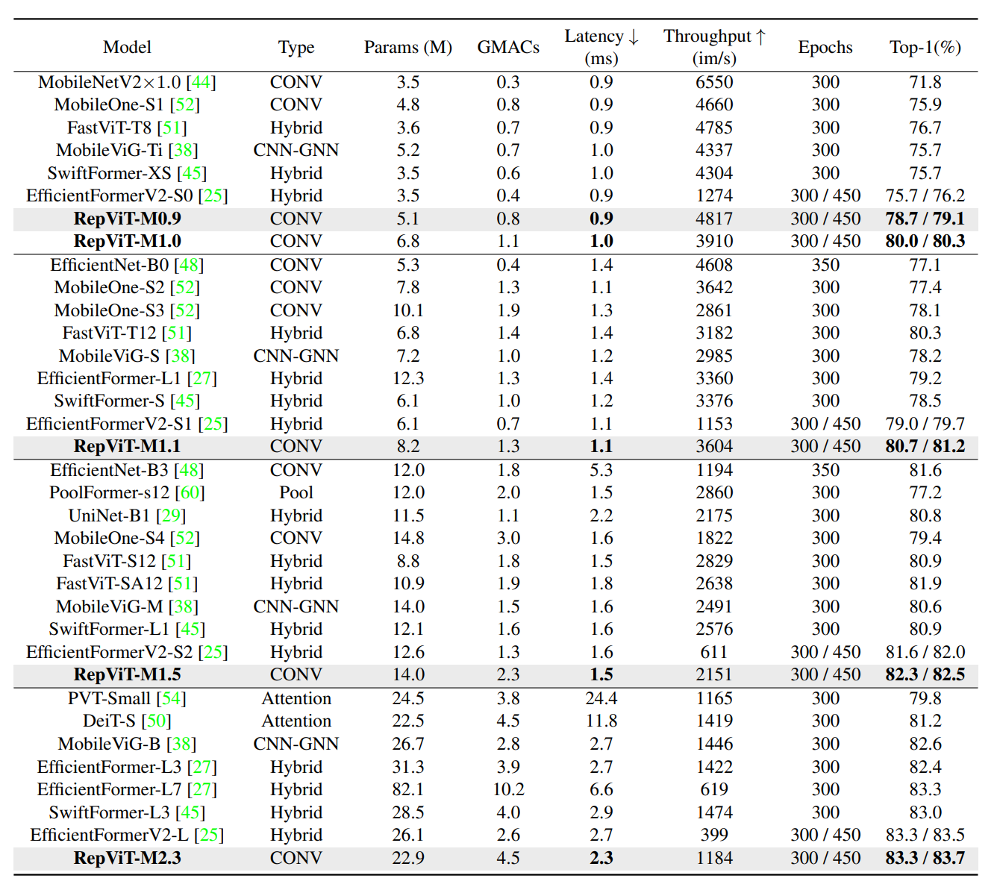 Model Type Params (M) GMACs Latency ↓ (ms) Throughput ↑ (im/s) Epochs Top-1(%)
MobileNetV2×1.0 [44] CONV 3.5 0.3 0.9 6550 300 71.8
MobileOne-S1 [52] CONV 4.8 0.8 0.9 4660 300 75.9
FastViT-T8 [51] Hybrid 3.6 0.7 0.9 4785 300 76.7
MobileViG-Ti [38] CNN-GNN 5.2 0.7 1.0 4337 300 75.7
SwiftFormer-XS [45] Hybrid 3.5 0.6 1.0 4304 300 75.7
EfficientFormerV2-S0 [25] Hybrid 3.5 0.4 0.9 1274 300 / 450 75.7 / 76.2
RepViT-M0.9 CONV 5.1 0.8 0.9 4817 300 / 450 78.7 / 79.1
RepViT-M1.0 CONV 6.8 1.1 1.0 3910 300 / 450 80.0 / 80.3
EfficientNet-B0 [48] CONV 5.3 0.4 1.4 4608 350 77.1
MobileOne-S2 [52] CONV 7.8 1.3 1.1 3642 300 77.4
MobileOne-S3 [52] CONV 10.1 1.9 1.3 2861 300 78.1
FastViT-T12 [51] Hybrid 6.8 1.4 1.4 3182 300 80.3
MobileViG-S [38] CNN-GNN 7.2 1.0 1.2 2985 300 78.2
EfficientFormer-L1 [27] Hybrid 12.3 1.3 1.4 3360 300 79.2
SwiftFormer-S [45] Hybrid 6.1 1.0 1.2 3376 300 78.5
EfficientFormerV2-S1 [25] Hybrid 6.1 0.7 1.1 1153 300 / 450 79.0 / 79.7
RepViT-M1.1 CONV 8.2 1.3 1.1 3604 300 / 450 80.7 / 81.2
EfficientNet-B3 [48] CONV 12.0 1.8 5.3 1194 350 81.6
PoolFormer-s12 [60] Pool 12.0 2.0 1.5 2860 300 77.2
UniNet-B1 [29] Hybrid 11.5 1.1 2.2 2175 300 80.8
MobileOne-S4 [52] CONV 14.8 3.0 1.6 1822 300 79.4
FastViT-S12 [51] Hybrid 8.8 1.8 1.5 2829 300 80.9
FastViT-SA12 [51] Hybrid 10.9 1.9 1.8 2638 300 81.9
MobileViG-M [38] CNN-GNN 14.0 1.5 1.6 2491 300 80.6
SwiftFormer-L1 [45] Hybrid 12.1 1.6 1.6 2576 300 80.9
EfficientFormerV2-S2 [25] Hybrid 12.6 1.3 1.6 611 300 / 450 81.6 / 82.0
RepViT-M1.5 CONV 14.0 2.3 1.5 2151 300 / 450 82.3 / 82.5
PVT-Small [54] Attention 24.5 3.8 24.4 1165 300 79.8
DeiT-S [50] Attention 22.5 4.5 11.8 1419 300 81.2
MobileViG-B [38] CNN-GNN 26.7 2.8 2.7 1446 300 82.6
EfficientFormer-L3 [27] Hybrid 31.3 3.9 2.7 1422 300 82.4
EfficientFormer-L7 [27] Hybrid 82.1 10.2 6.6 619 300 83.3
SwiftFormer-L3 [45] Hybrid 28.5 4.0 2.9 1474 300 83.0
EfficientFormerV2-L [25] Hybrid 26.1 2.6 2.7 399 300 / 450 83.3 / 83.5
RepViT-M2.3 CONV 22.9 4.5 2.3 1184 300 / 450 83.3 / 83.7